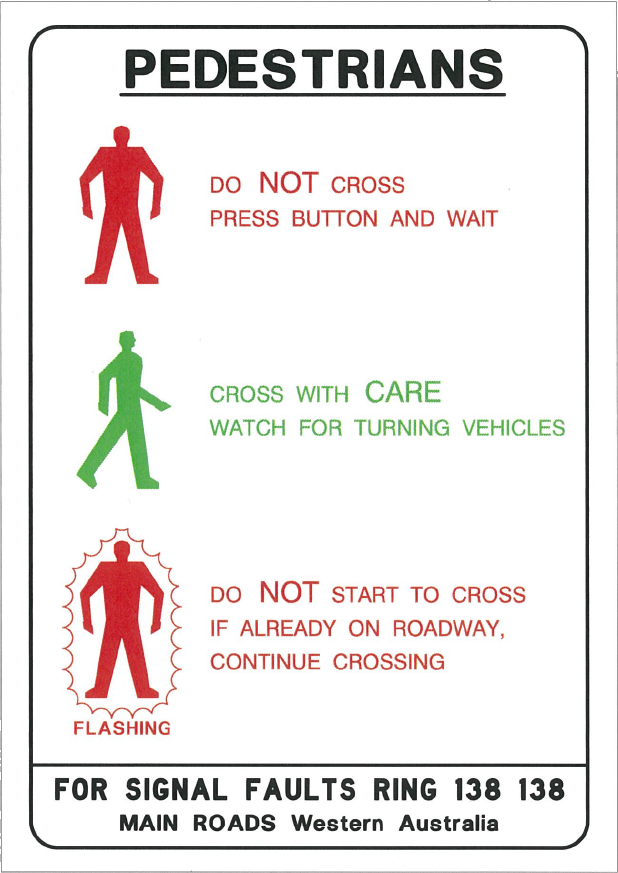 PEDESTRIANS
DO NOT CROSS
PRESS BUTTON AND WAIT
CROSS WITH CARE
WATCH FOR TURNING VEHICLES
DO NOT START TO CROSS
IF ALREADY ON ROADWAY,
CONTINUE CROSSING
FLASHING
FOR SIGNAL FAULTS RING 138 138
MAIN ROADS Western Australia